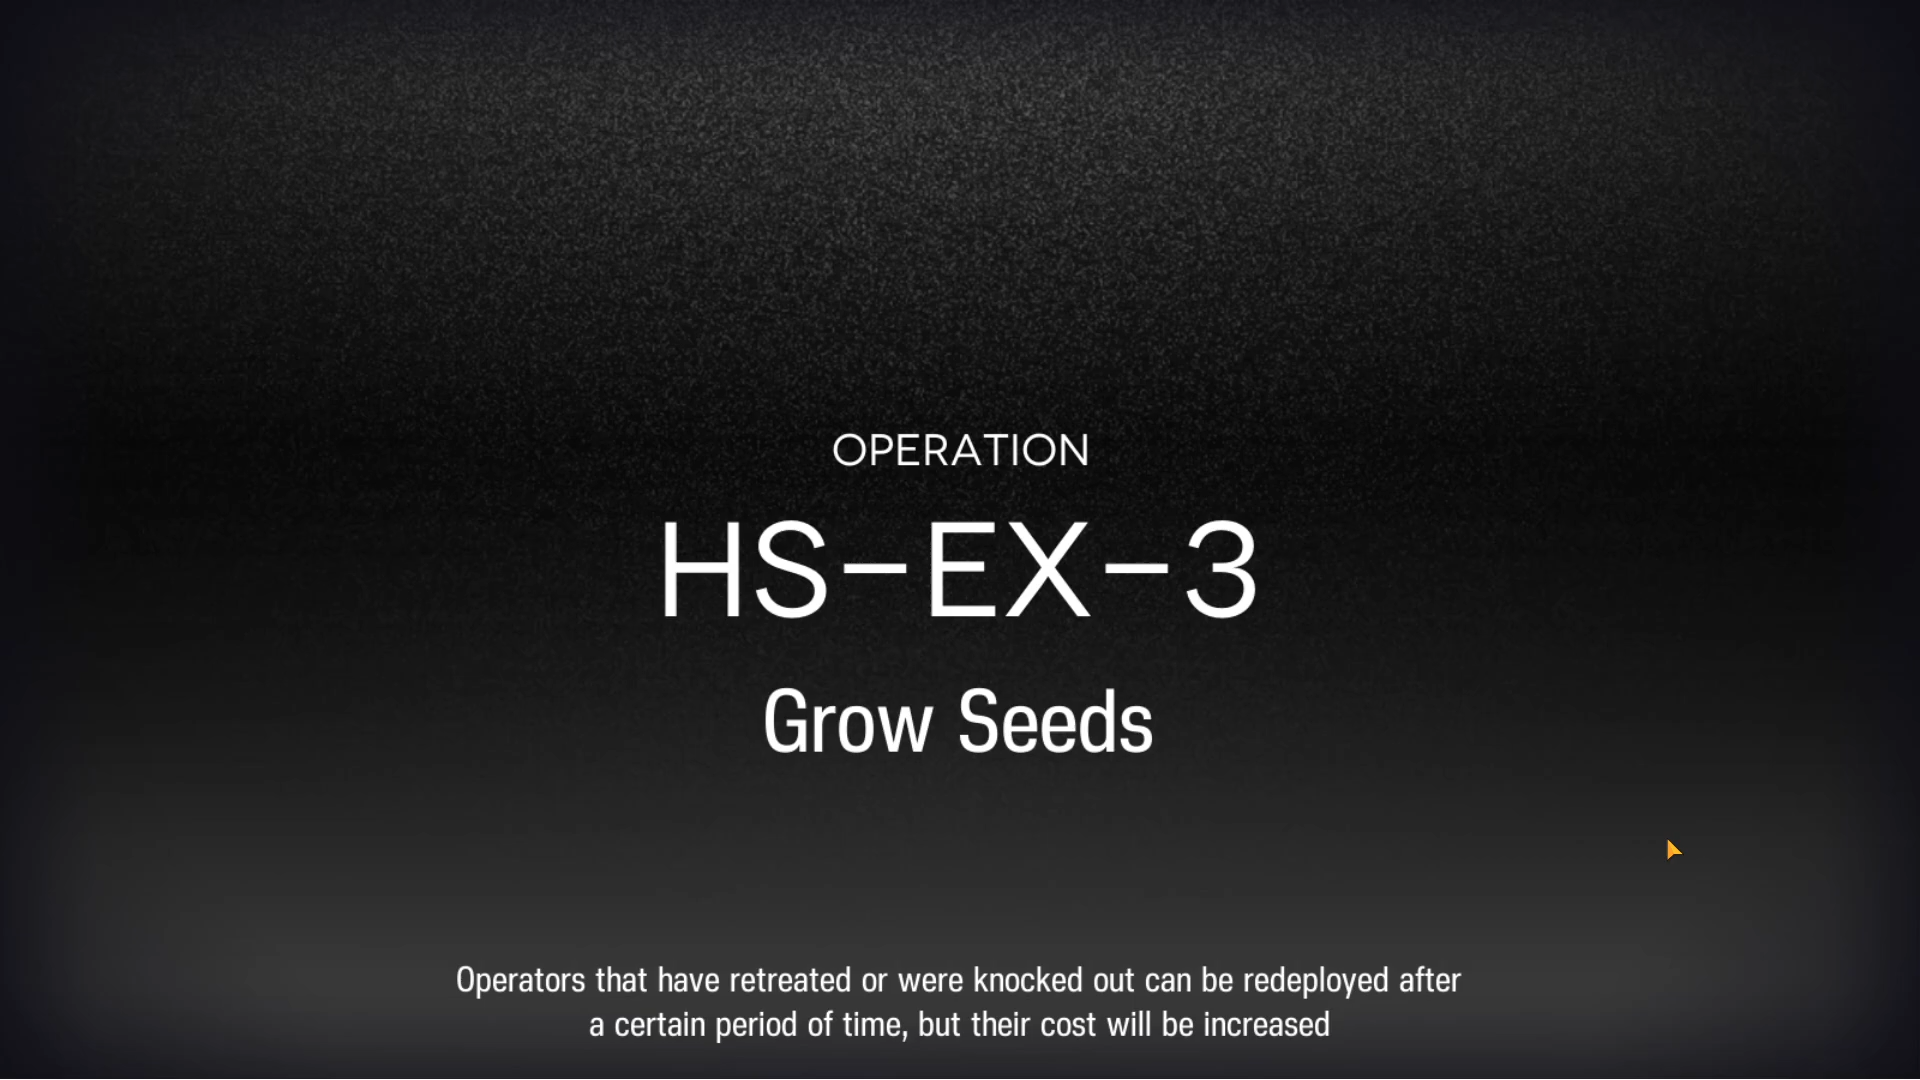 OPERATION
HS-EX-3
Grow Seeds
Operators that have retreated or were knocked out can be redeployed after
a certain period of time, but their cost will be increased